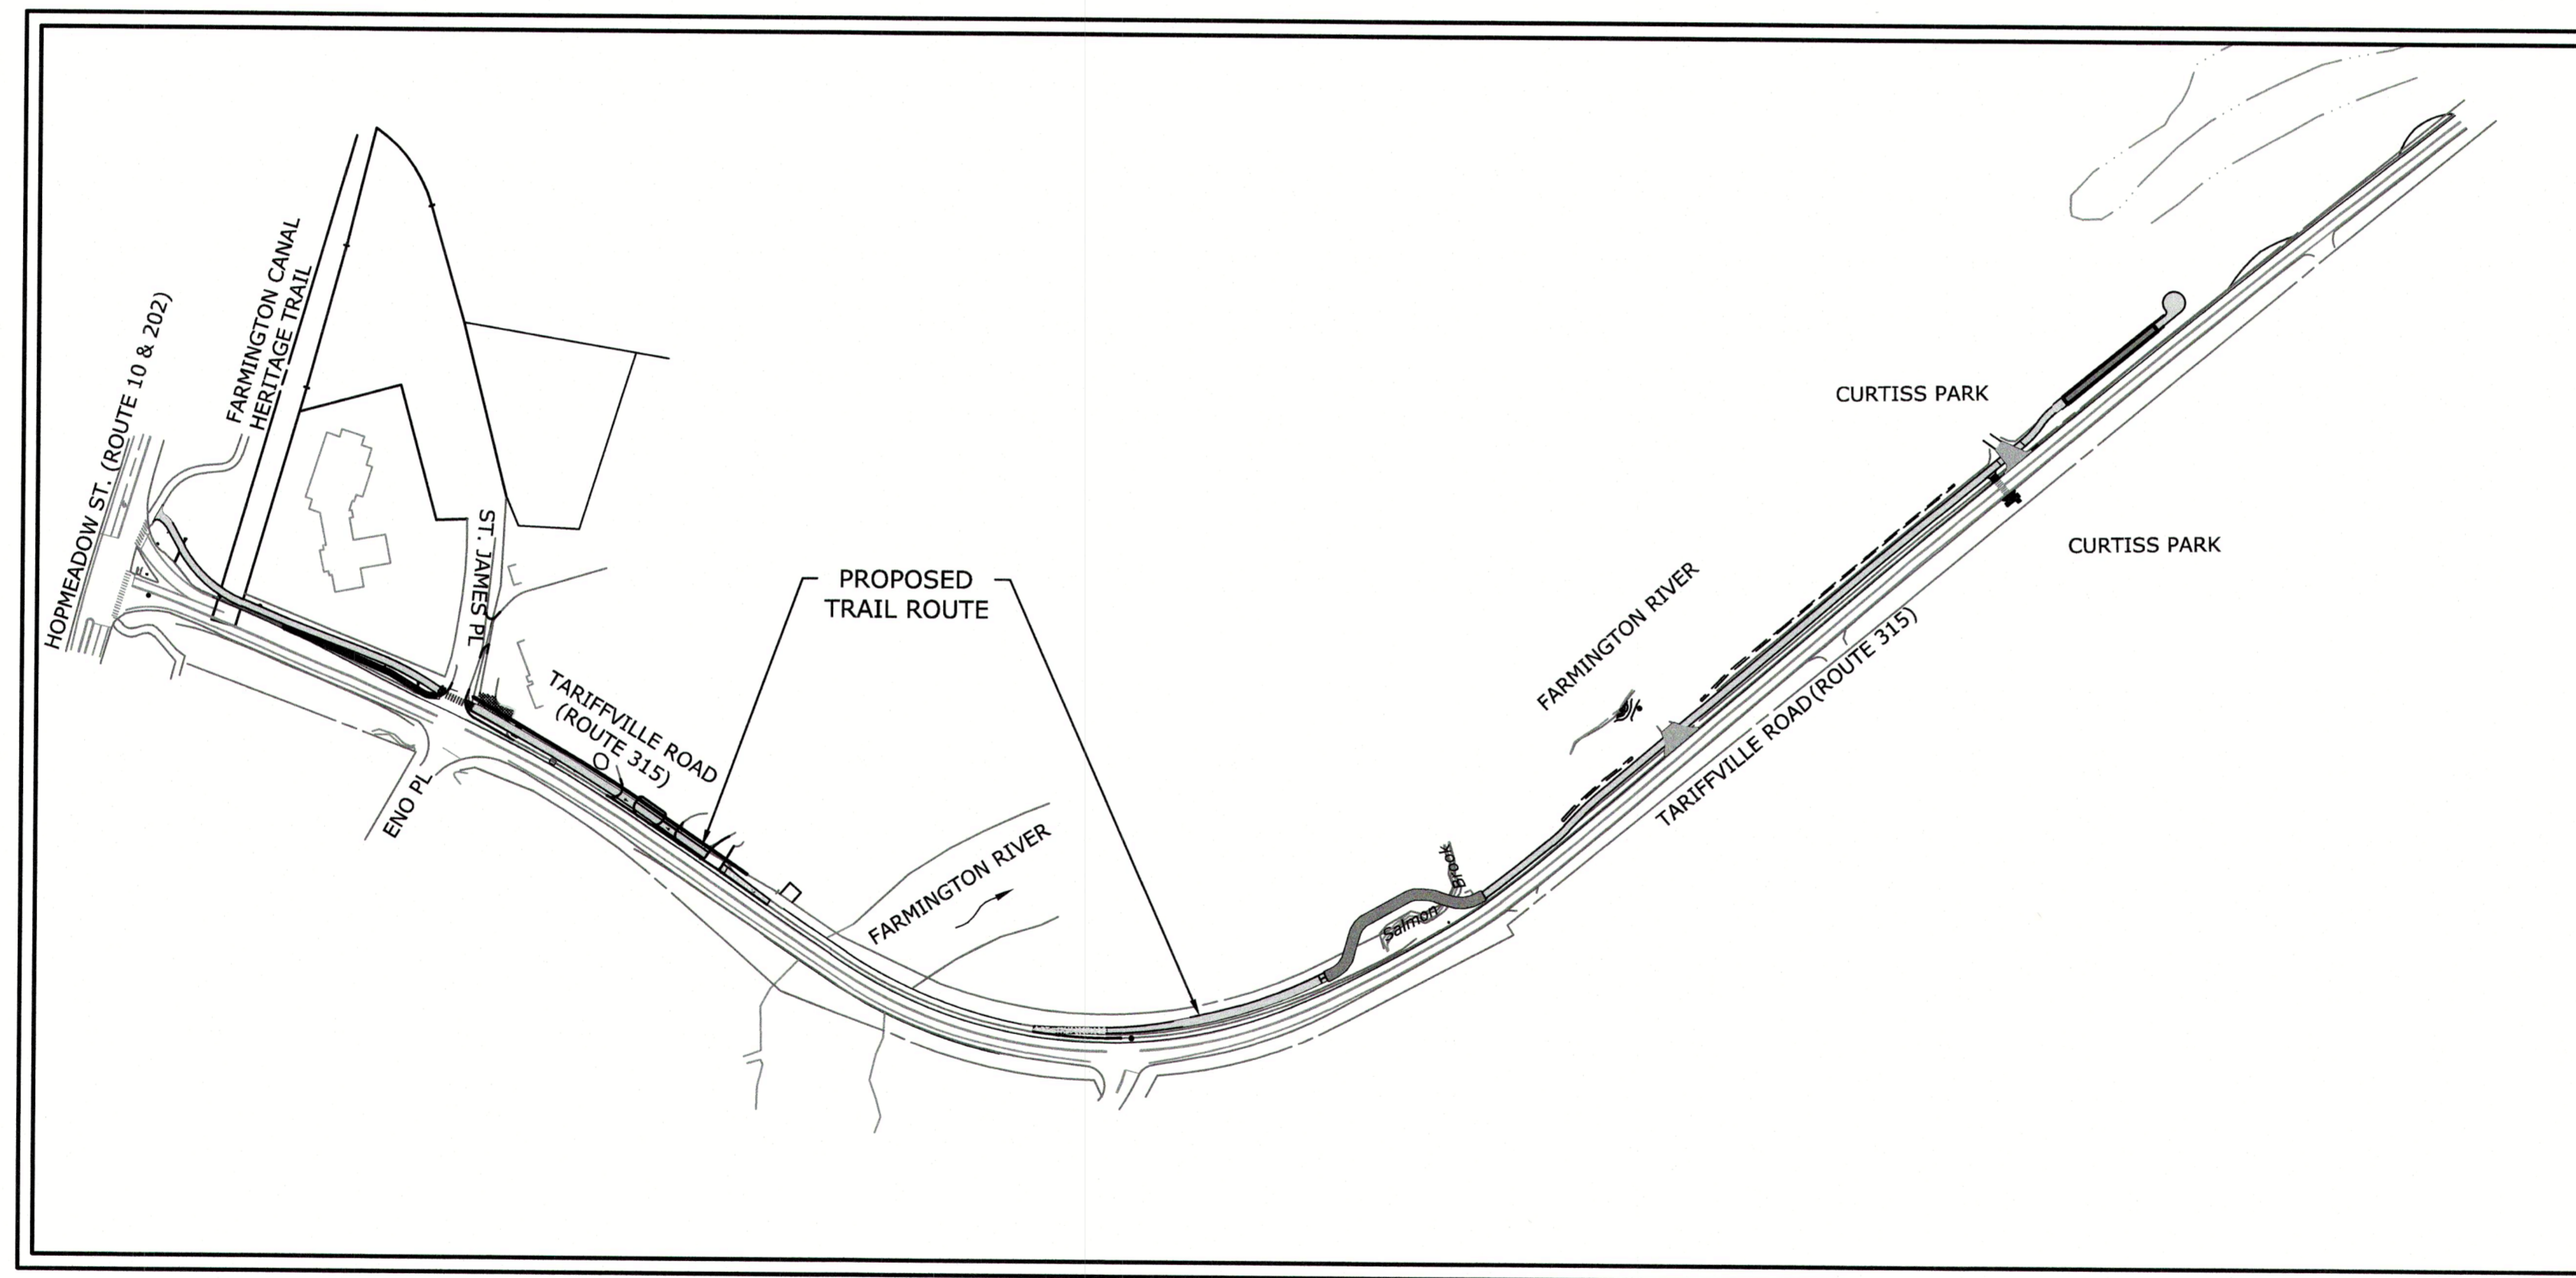 HOPMEADOW ST. (ROUTE 10 & 202)
FARMINGTON CANAL
HERITAGE TRAIL
ST. JAMES PL
ENO PL
TARIFFVILLE ROAD
(ROUTE 315)
PROPOSED
TRAIL ROUTE
FARMINGTON RIVER
Salmon
Brook
FARMINGTON RIVER
TARIFFVILLE ROAD (ROUTE 315)
CURTISS PARK
CURTISS PARK